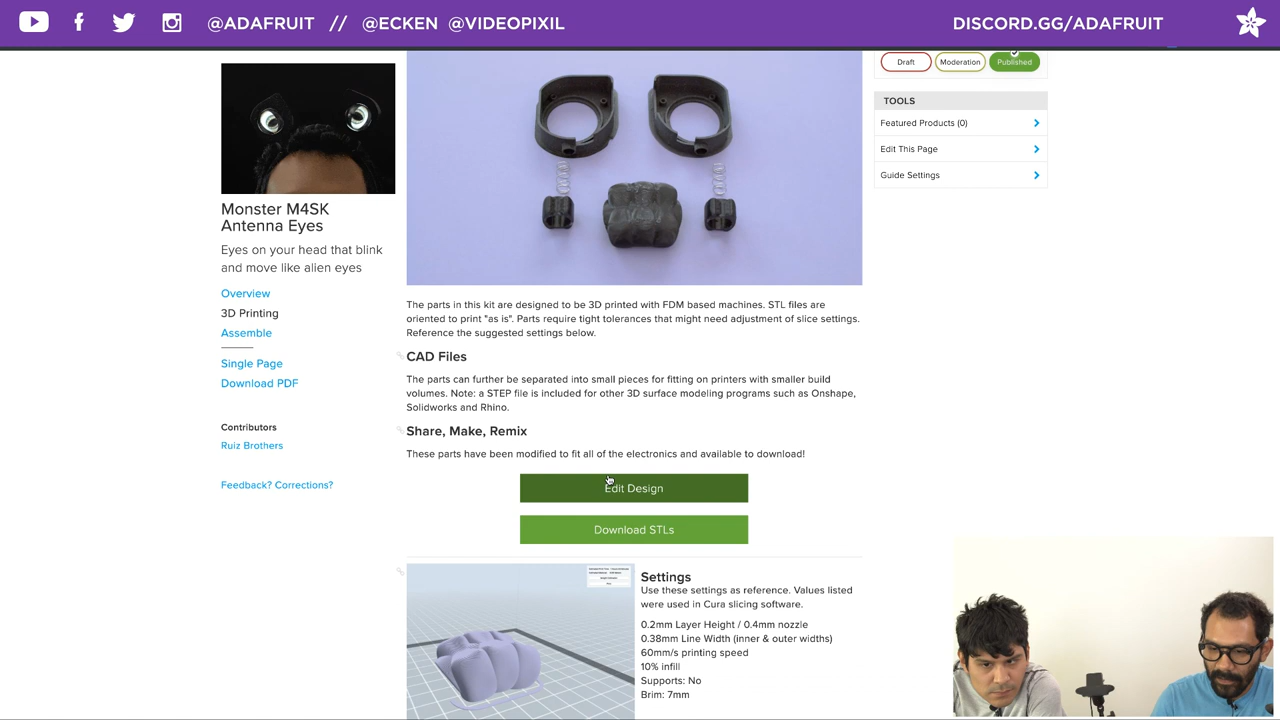 @ADAFRUIT // @ECKEN @VIDEOPIXIL
DISCORD.GG/ADAFRUIT
Draft
Moderation
Published
TOOLS
Featured Products (0)
Edit This Page
Guide Settings
Monster M4SK
Antenna Eyes
Eyes on your head that blink
and move like alien eyes
Overview
3D Printing
Assemble
Single Page
Download PDF
Contributors
Ruiz Brothers
Feedback? Corrections?
The parts in this kit are designed to be 3D printed with FDM based machines. STL files are
oriented to print "as is". Parts require tight tolerances that might need adjustment of slice settings.
Reference the suggested settings below.
CAD Files
The parts can further be separated into small pieces for fitting on printers with smaller build
volumes. Note: a STEP file is included for other 3D surface modeling programs such as Onshape,
Solidworks and Rhino.
Share, Make, Remix
These parts have been modified to fit all of the electronics and available to download!
Edit Design
Download STLs
Settings
Use these settings as reference. Values listed
were used in Cura slicing software.
0.2mm Layer Height / 0.4mm nozzle
0.38mm Line Width (inner & outer widths)
60mm/s printing speed
10% infill
Supports: No
Brim: 7mm